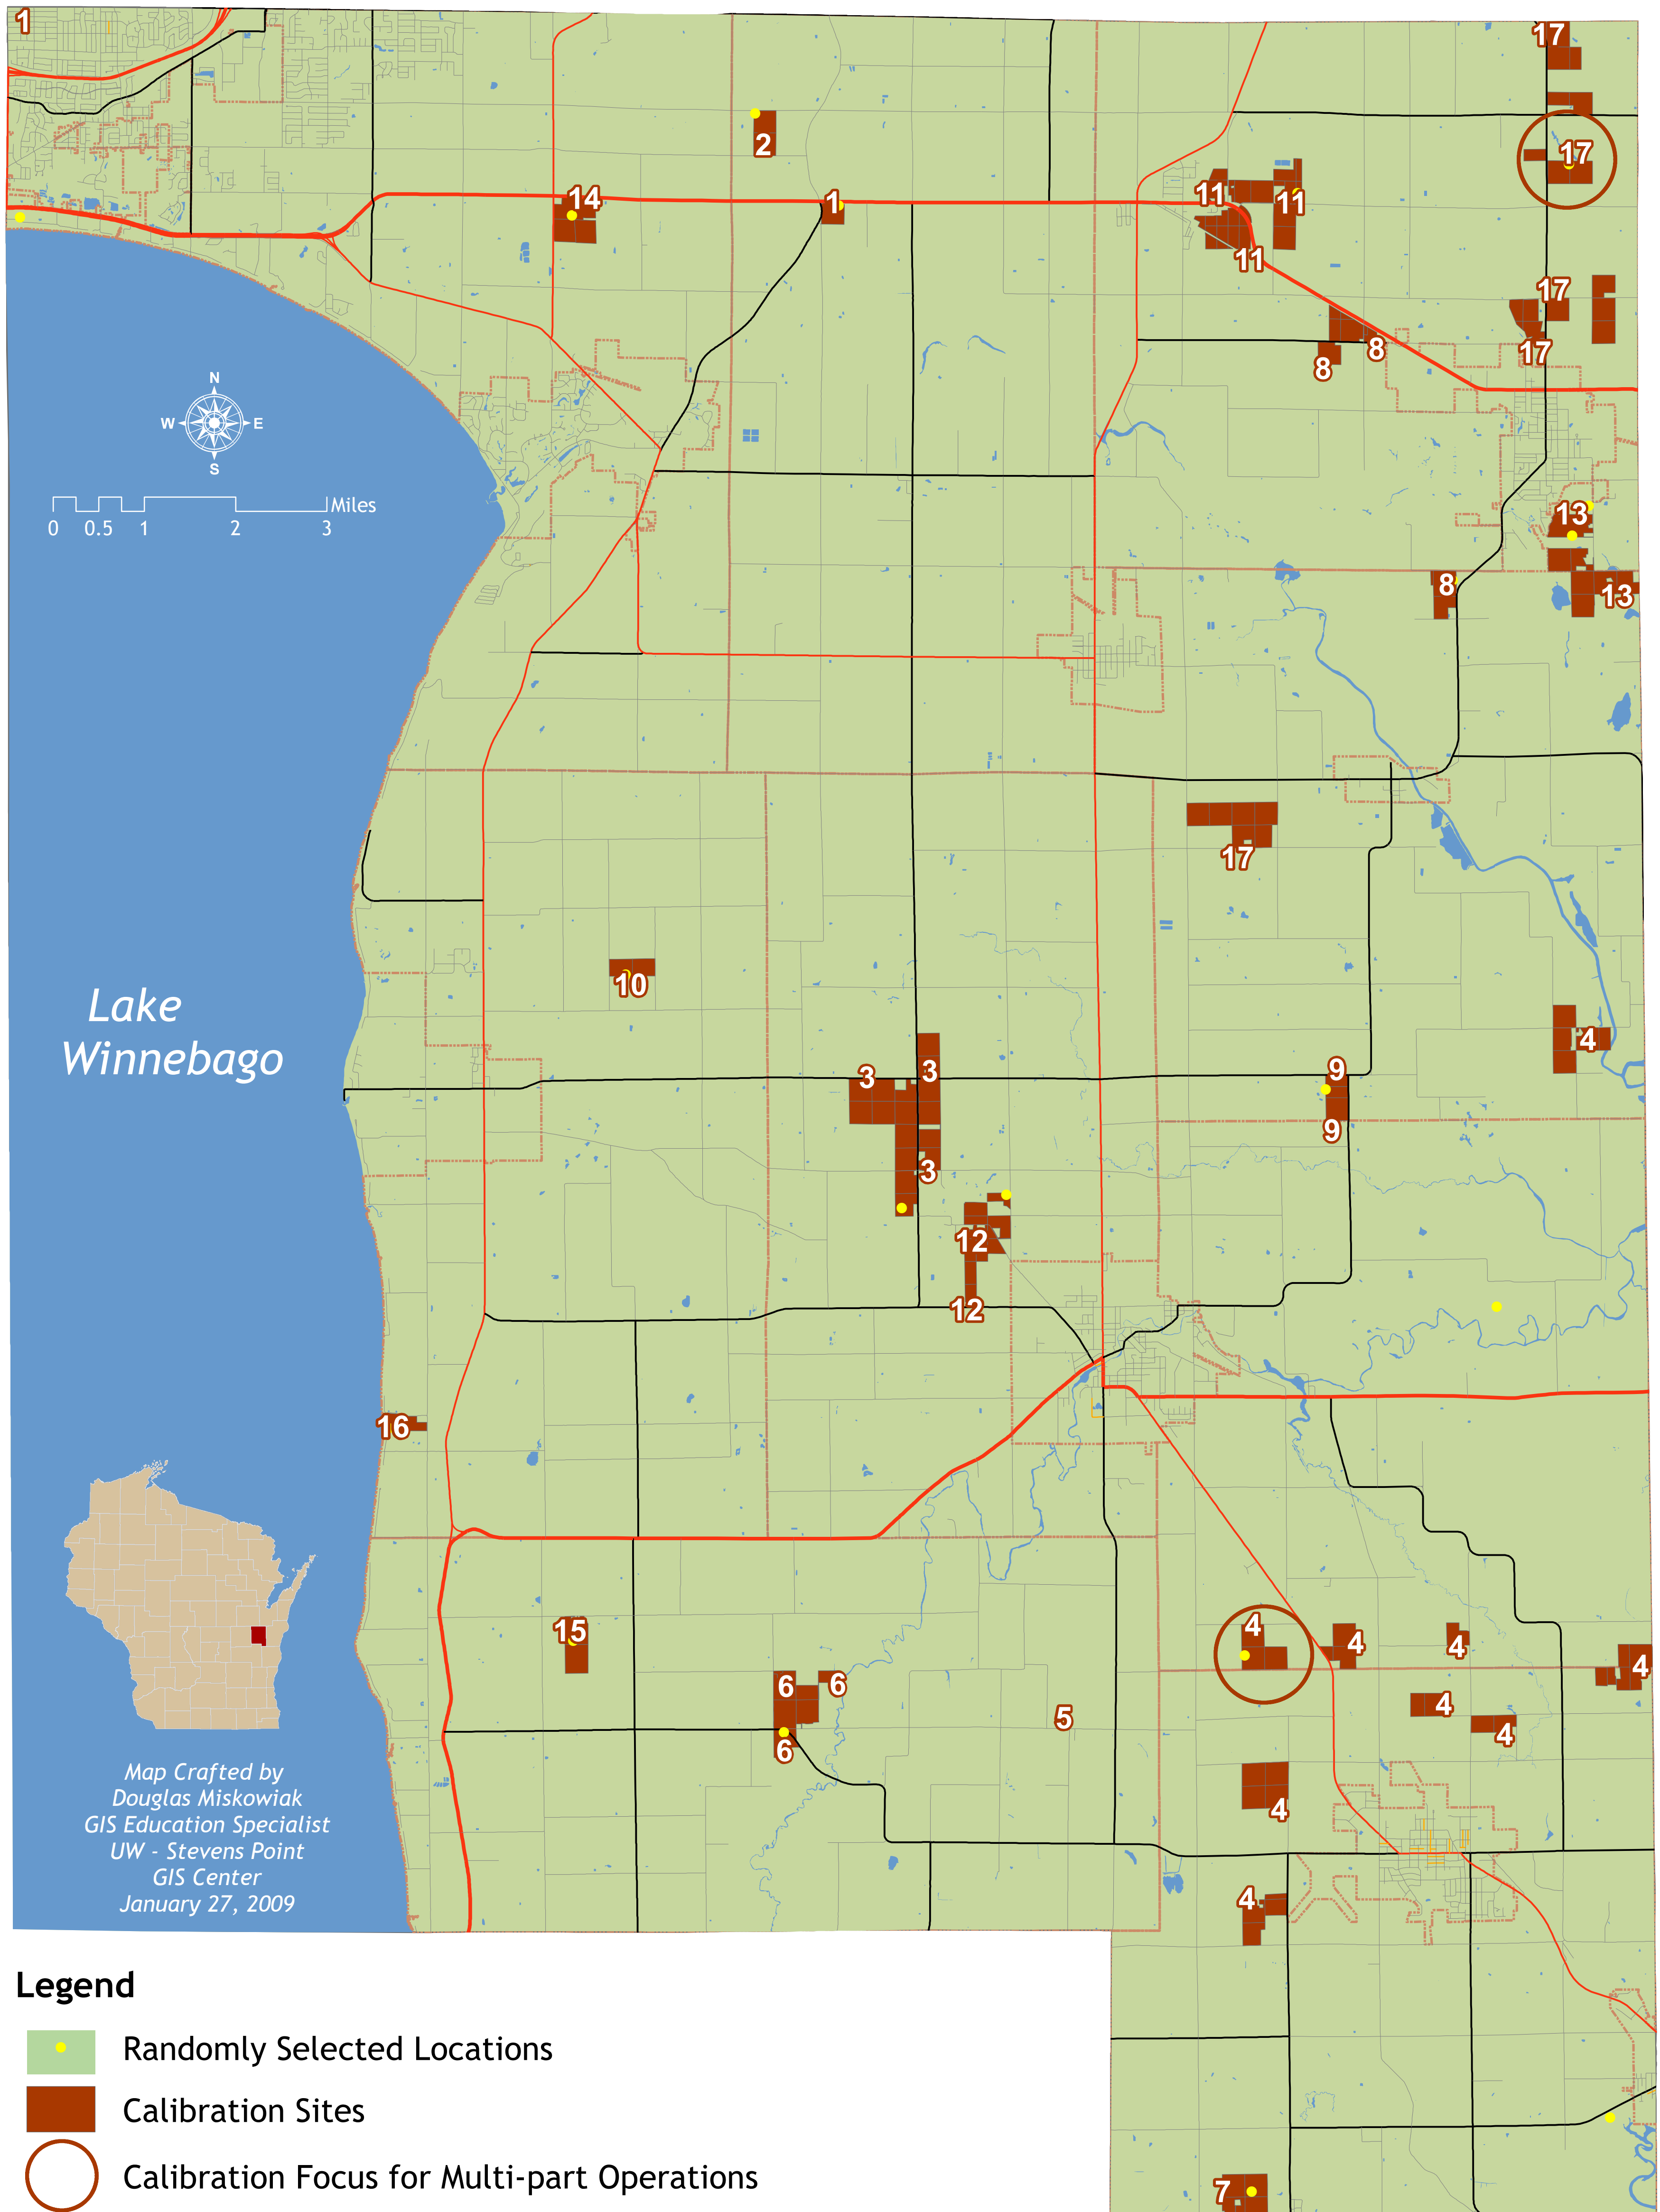 1
17
2
17
14
1
11
11
11
17
17
8
8
N
W E
S
Miles
0 0.5 1 2 3
13
8
13
17
10
Lake
Winnebago
4
3
3
9
9
3
12
12
16
15
4
4
4
4
6
6
5
4
4
6
4
Map Crafted by
Douglas Miskowiak
GIS Education Specialist
UW - Stevens Point
GIS Center
January 27, 2009
4
Legend
Randomly Selected Locations
Calibration Sites
Calibration Focus for Multi-part Operations
7